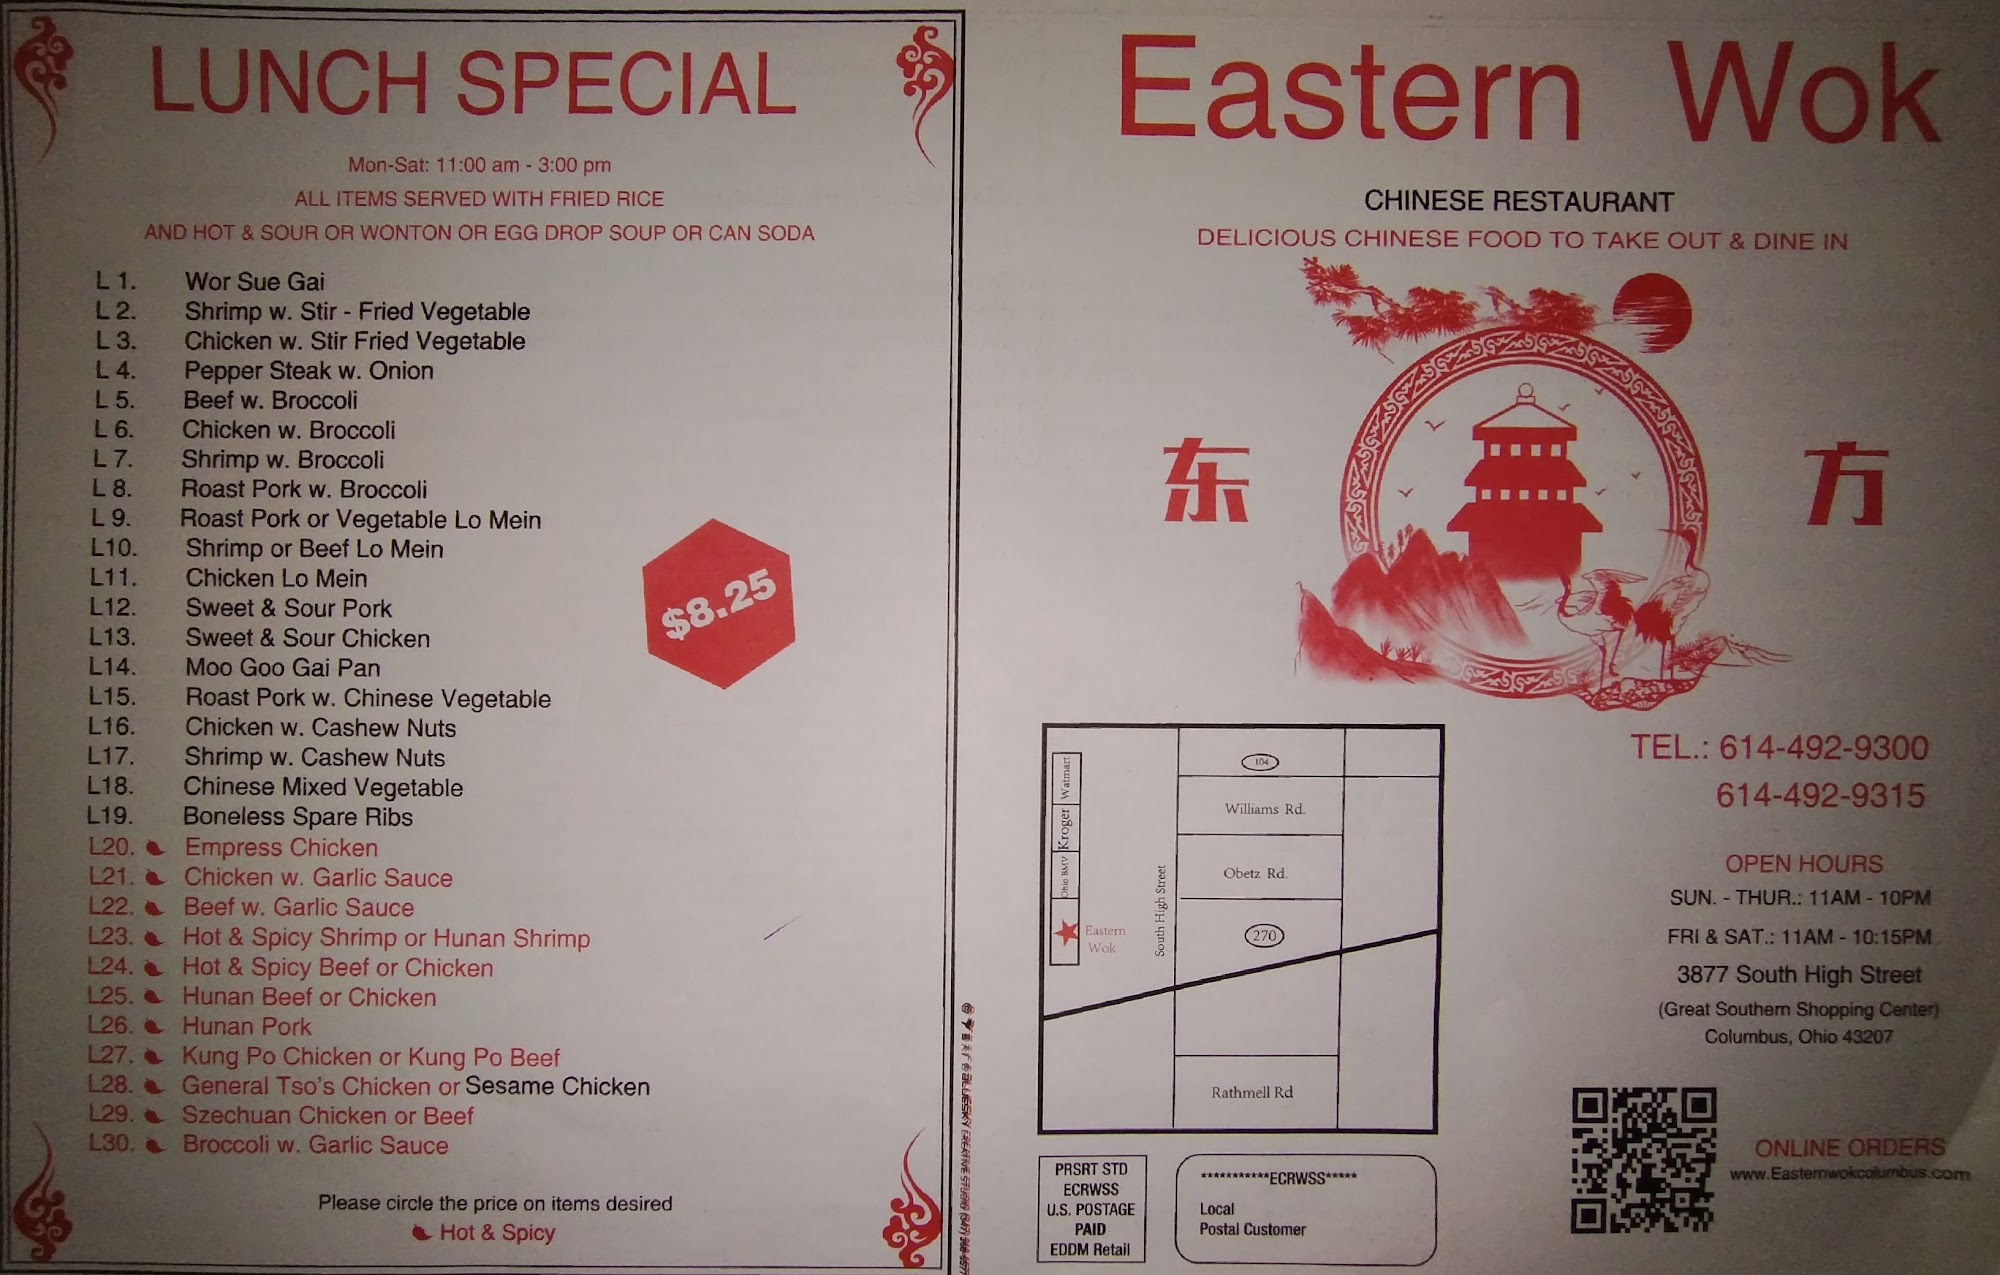 LUNCH SPECIAL
Mon-Sat: 11:00 am - 3:00 pm
ALL ITEMS SERVED WITH FRIED RICE
AND HOT & SOUR OR WONTON OR EGG DROP SOUP OR CAN SODA
L 1. Wor Sue Gai
L 2. Shrimp w. Stir - Fried Vegetable
L 3. Chicken w. Stir Fried Vegetable
L 4. Pepper Steak w. Onion
L 5. Beef w. Broccoli
L 6. Chicken w. Broccoli
L 7. Shrimp w. Broccoli
L 8. Roast Pork w. Broccoli
L 9. Roast Pork or Vegetable Lo Mein
L10. Shrimp or Beef Lo Mein
L11. Chicken Lo Mein
L12. Sweet & Sour Pork
L13. Sweet & Sour Chicken
L14. Moo Goo Gai Pan
L15. Roast Pork w. Chinese Vegetable
L16. Chicken w. Cashew Nuts
L17. Shrimp w. Cashew Nuts
L18. Chinese Mixed Vegetable
L19. Boneless Spare Ribs
L20. Empress Chicken
L21. Chicken w. Garlic Sauce
L22. Beef w. Garlic Sauce
L23. Hot & Spicy Shrimp or Hunan Shrimp
L24. Hot & Spicy Beef or Chicken
L25. Hunan Beef or Chicken
L26. Hunan Pork
L27. Kung Po Chicken or Kung Po Beef
L28. General Tso's Chicken or Sesame Chicken
L29. Szechuan Chicken or Beef
L30. Broccoli w. Garlic Sauce
$8.25
Please circle the price on items desired
Hot & Spicy
Eastern Wok
CHINESE RESTAURANT
DELICIOUS CHINESE FOOD TO TAKE OUT & DINE IN
东 方
104
Williams Rd.
Obetz Rd.
270
Rathmell Rd
South High Street
Watmart
Kroger
Ohio BMV
Eastern
Wok
TEL.: 614-492-9300
614-492-9315
OPEN HOURS
SUN. - THUR.: 11AM - 10PM
FRI & SAT.: 11AM - 10:15PM
3877 South High Street
(Great Southern Shopping Center)
Columbus, Ohio 43207
ONLINE ORDERS
www.Easternwokcolumbus.com
PRSRT STD
ECRWSS
U.S. POSTAGE
PAID
EDDM Retail
***********ECRWSS*****
Local
Postal Customer